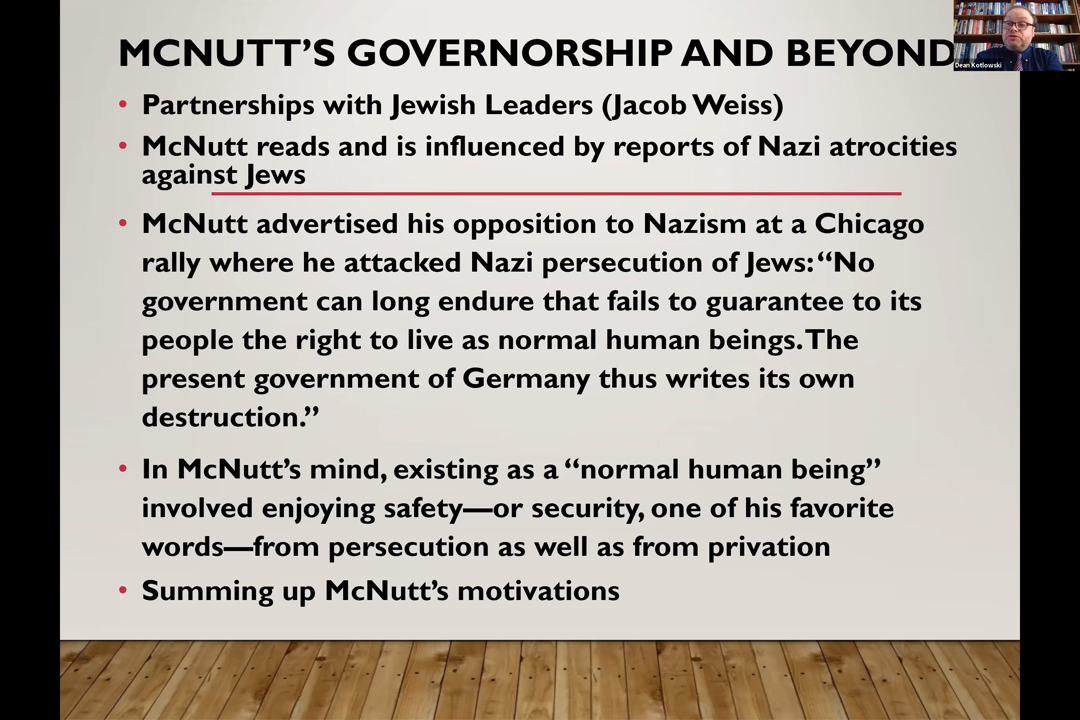 MCNUTT’S GOVERNORSHIP AND BEYOND
Dean Kotlowski
• Partnerships with Jewish Leaders (Jacob Weiss)
• McNutt reads and is influenced by reports of Nazi atrocities
against Jews
• McNutt advertised his opposition to Nazism at a Chicago
rally where he attacked Nazi persecution of Jews: “No
government can long endure that fails to guarantee to its
people the right to live as normal human beings. The
present government of Germany thus writes its own
destruction.”
• In McNutt’s mind, existing as a “normal human being”
involved enjoying safety—or security, one of his favorite
words—from persecution as well as from privation
• Summing up McNutt’s motivations